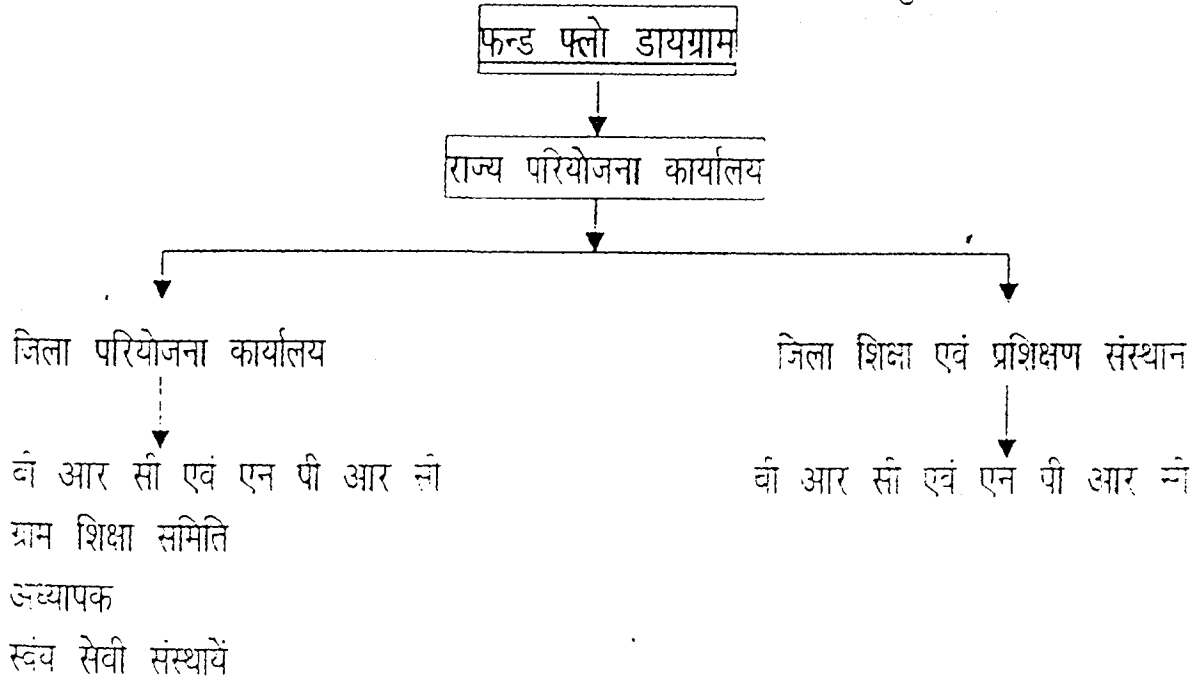 फन्ड फ्लो डायग्राम
राज्य परियोजना कार्यालय
जिला परियोजना कार्यालय
जिला शिक्षा एवं प्रशिक्षण संस्थान
बी आर सी एवं एन पी आर सी
बी आर सी एवं एन पी आर सी
ग्राम शिक्षा समिति
अध्यापक
स्वंय सेवी संस्थायें